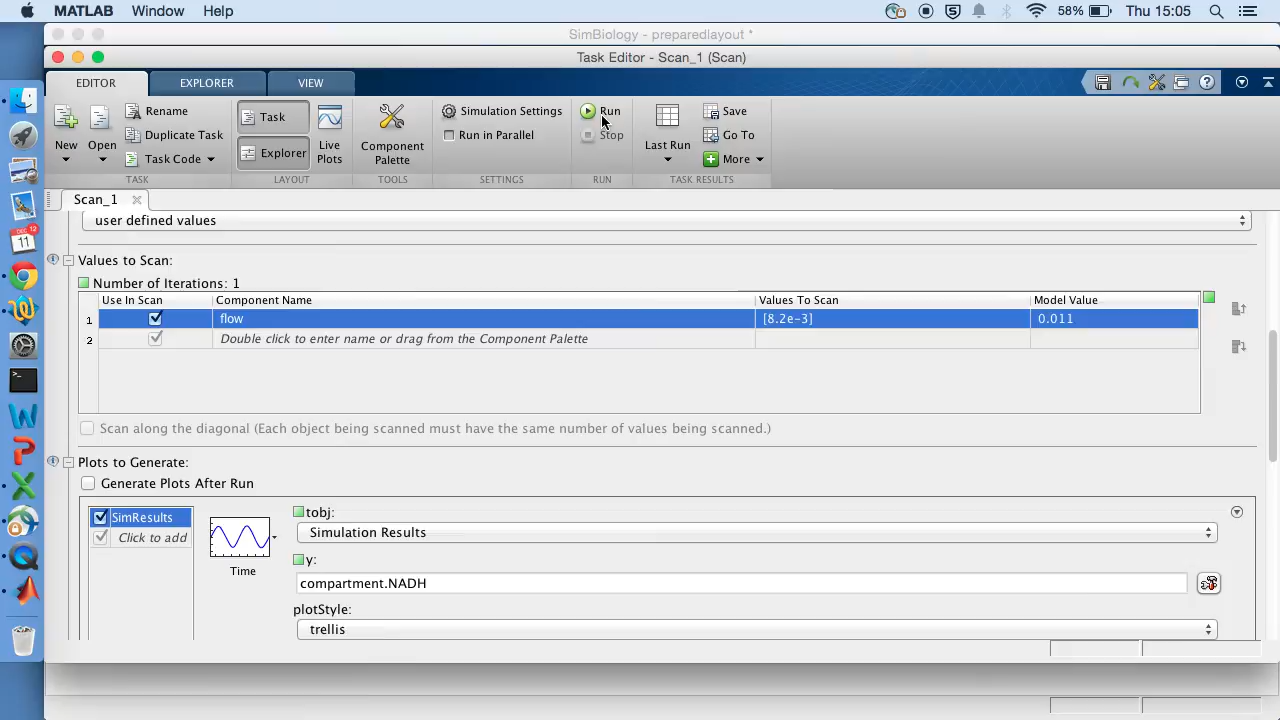 MATLAB Window Help 58% Thu 15:05
SimBiology - preparedlayout *
Task Editor - Scan_1 (Scan)
EDITOR EXPLORER VIEW
New
Open
Rename
Duplicate Task
Task Code
TASK
Task
Explorer
Live Plots
LAYOUT
Component Palette
TOOLS
Simulation Settings
Run in Parallel
SETTINGS
Run
Stop
RUN
Last Run
Save
Go To
More
TASK RESULTS
Scan_1
user defined values
Values to Scan:
Number of Iterations: 1
Use In Scan Component Name Values To Scan Model Value
1 flow [8.2e-3] 0.011
2 Double click to enter name or drag from the Component Palette
Scan along the diagonal (Each object being scanned must have the same number of values being scanned.)
Plots to Generate:
Generate Plots After Run
SimResults
Click to add
Time
tobj:
Simulation Results
y:
compartment.NADH
plotStyle:
trellis
DEC 12
11